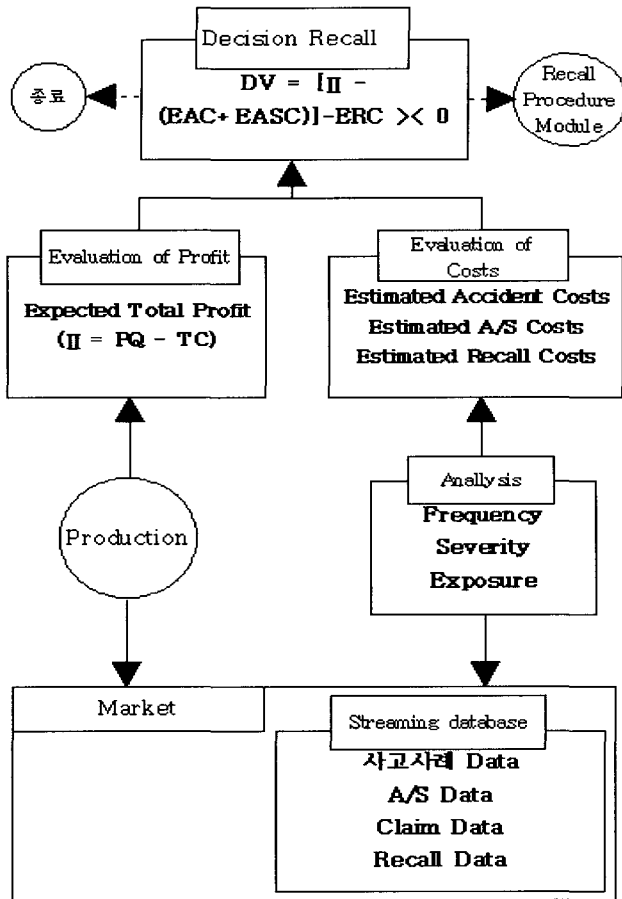 Decision Recall
DV = [Π -
(EAC+ EASC)]-ERC >< 0
종료
Recall
Procedure
Module
Evaluation of Profit
Expected Total Profit
(Π = PQ - TC)
Evaluation of
Costs
Estimated Accident Costs
Estimated A/S Costs
Estimated Recall Costs
Production
Anallysis
Frequency
Severity
Exposure
Market
Streaming database
사고사례 Data
A/S Data
Claim Data
Recall Data